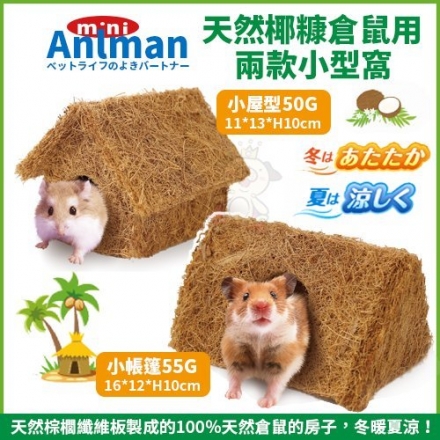 mini
Antman
ペットライフのよきパートナー
天然椰糠倉鼠用
兩款小型窩
小屋型50G
11*13*H10cm
冬はあたたか
夏は涼しく
小帳篷55G
16*12*H10cm
天然棕櫚纖維板製成的100%天然倉鼠的房子，冬暖夏涼！